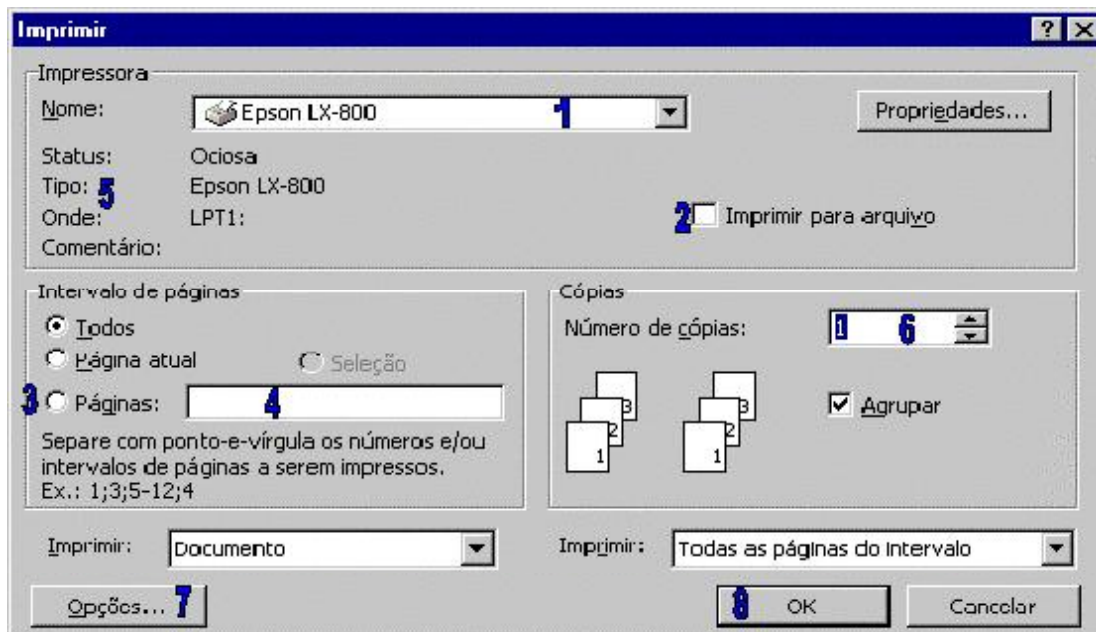 Imprimir
Impressora
Nome: Epson LX-800 1 Propriedades...
Status: Ociosa
Tipo: 5 Epson LX-800
Onde: LPT1: 2 Imprimir para arquivo
Comentário:
Intervalo de páginas
Todos
Página atual Seleção
3 Páginas: 4
Separe com ponto-e-vírgula os números e/ou
intervalos de páginas a serem impressos.
Ex.: 1;3;5-12;4
Cópias
Número de cópias: 1 6
3 3
2 2
1 1
Agrupar
Imprimir: Documento
Imprimir: Todas as páginas do intervalo
Opções... 7
8 OK Cancelar